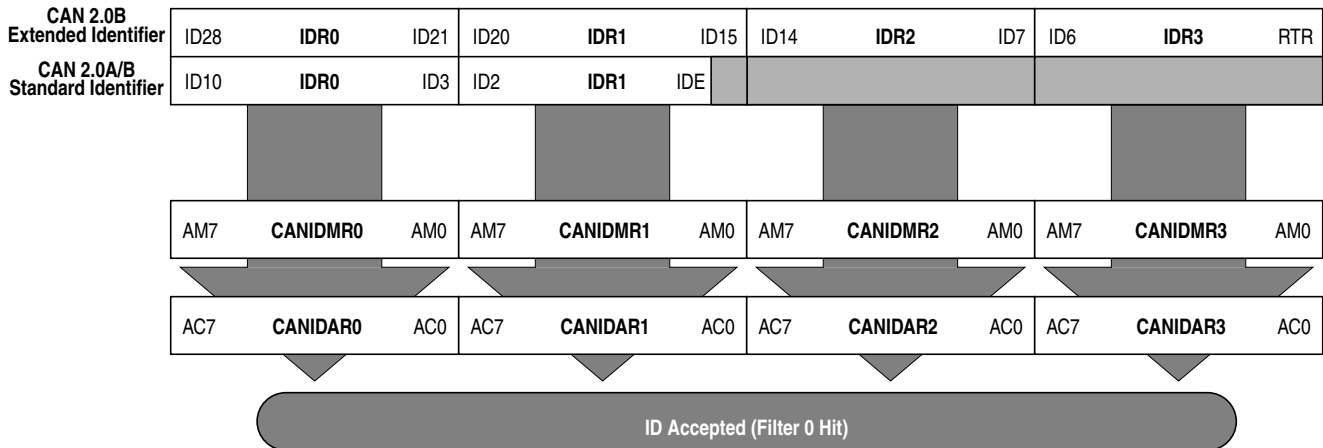 CAN 2.0B
Extended Identifier
ID28 IDR0 ID21 ID20 IDR1 ID15 ID14 IDR2 ID7 ID6 IDR3 RTR
CAN 2.0A/B
Standard Identifier
ID10 IDR0 ID3 ID2 IDR1 IDE
AM7 CANIDMR0 AM0 AM7 CANIDMR1 AM0 AM7 CANIDMR2 AM0 AM7 CANIDMR3 AM0
AC7 CANIDAR0 AC0 AC7 CANIDAR1 AC0 AC7 CANIDAR2 AC0 AC7 CANIDAR3 AC0
ID Accepted (Filter 0 Hit)